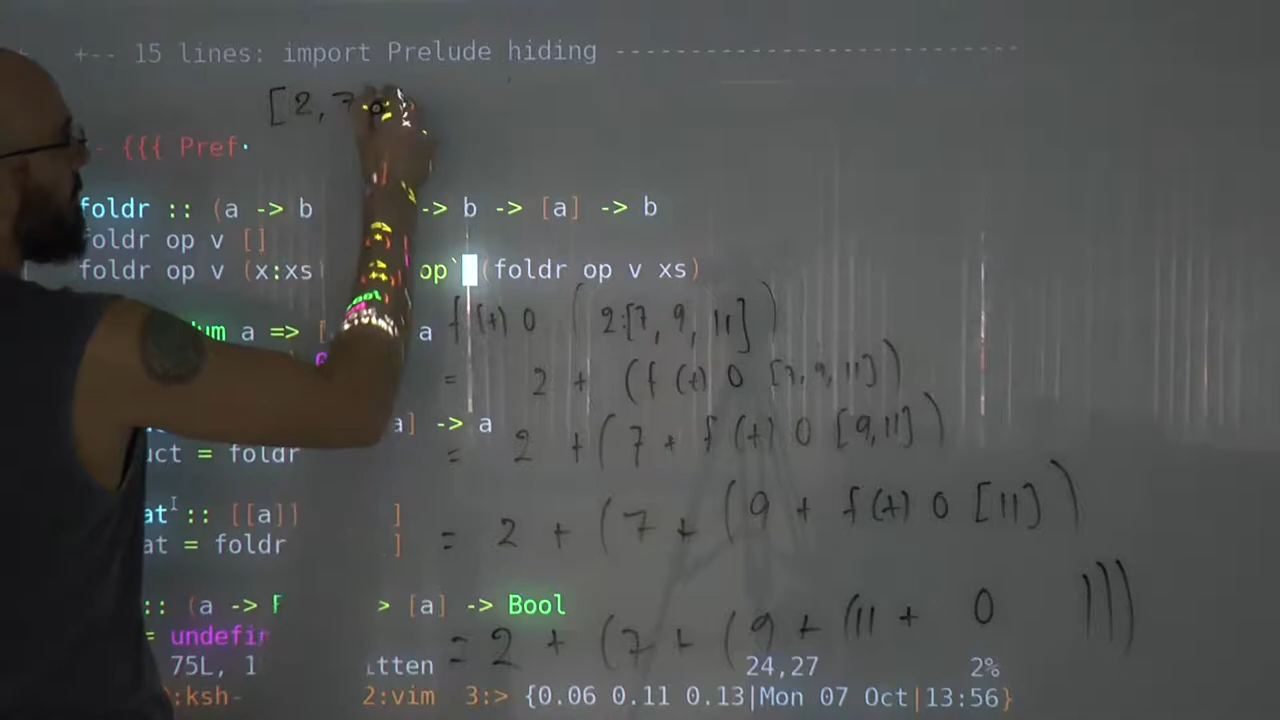 +-- 15 lines: import Prelude hiding ----------------------------------------------
[2, 7
- {{{ Pref
foldr :: (a -> b -> b -> [a] -> b
foldr op v []
foldr op v (x:xs op` (foldr op v xs)
f (+) 0 (2:[7, 9, 11])
um a => [ a
= 2 + (f (+) 0 [7,9,11])
a] -> a
= 2 + (7 + f (+) 0 [9,11])
uct = foldr
at :: [[a]] ]
= 2 + (7 + (9 + f (+) 0 [11])
at = foldr ]
:: (a -> > [a] -> Bool
= undefin
= 2 + (7 + (9 + (11 + 0 )))
75L, 1 tten 24,27 2%
:ksh- 2:vim 3:> {0.06 0.11 0.13|Mon 07 Oct|13:56}